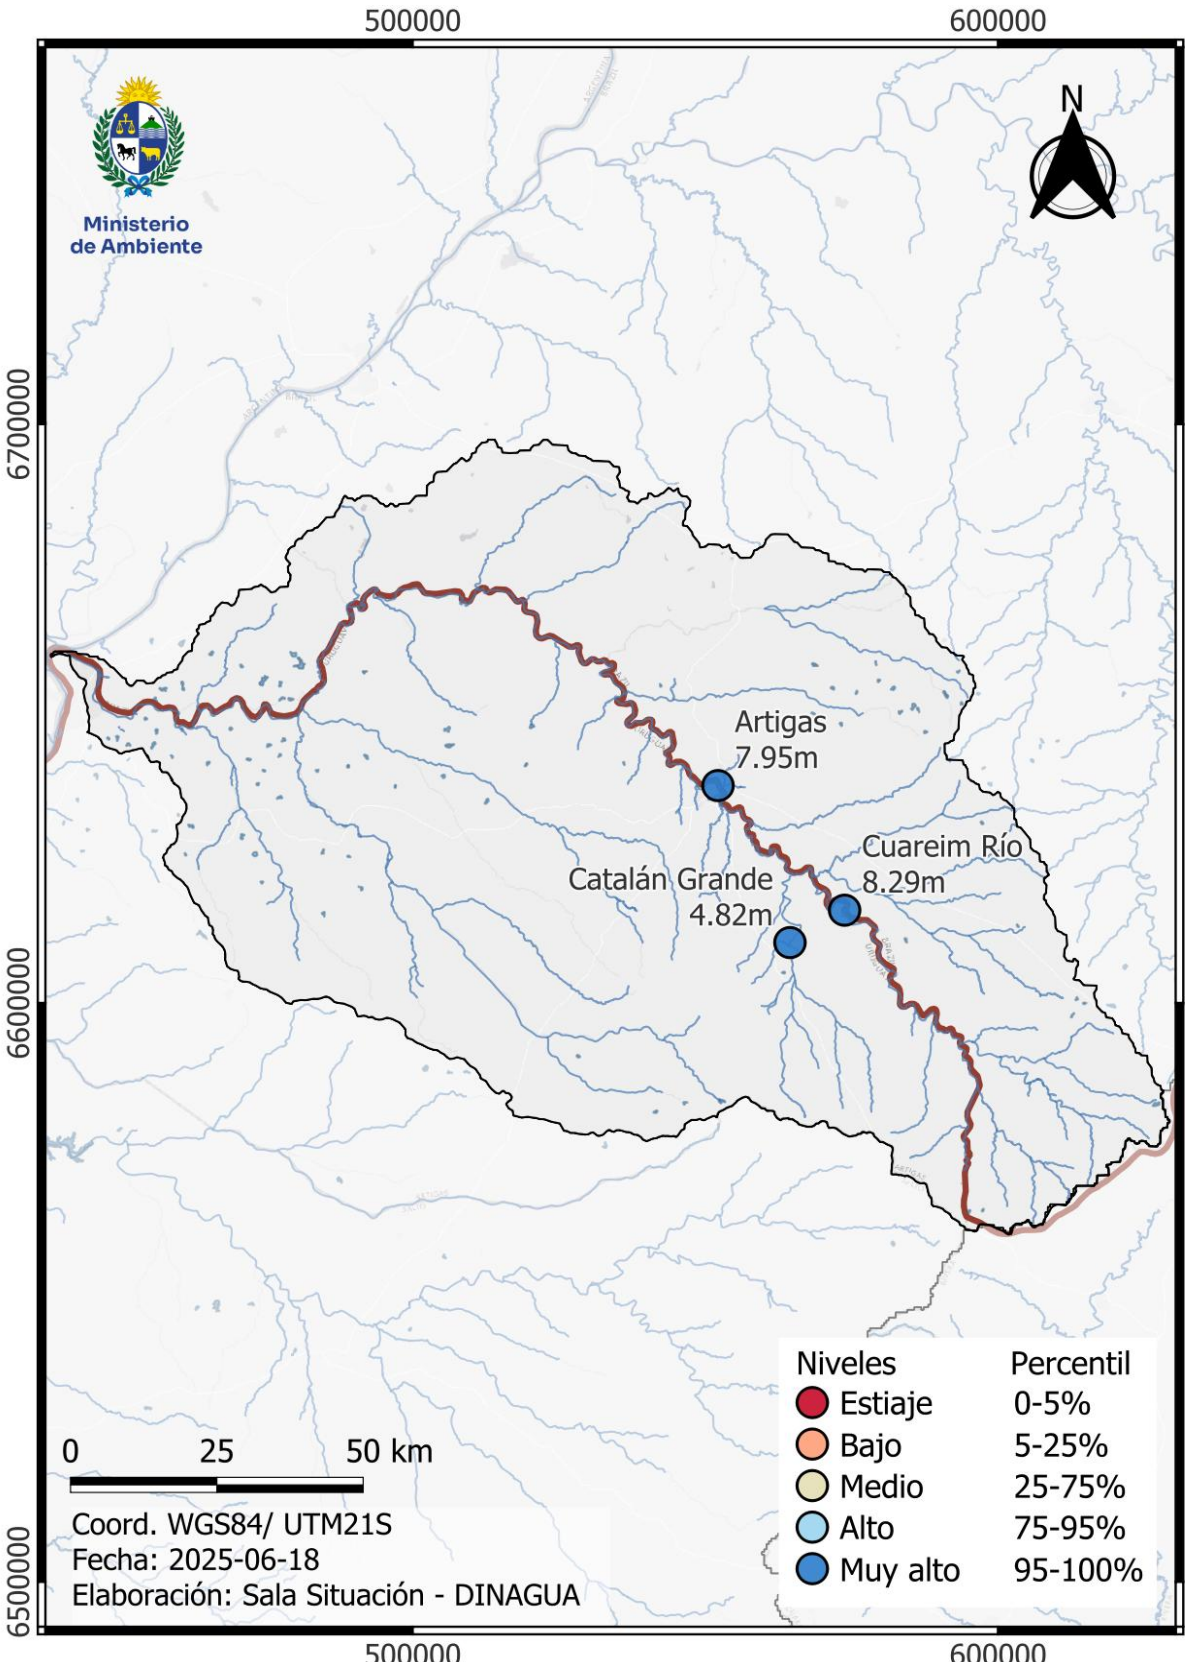 500000
600000
N
Ministerio
de Ambiente
6700000
Artigas
7.95m
Cuareim Río
8.29m
Catalán Grande
4.82m
6600000
Niveles
Percentil
Estiaje
0-5%
Bajo
5-25%
Medio
25-75%
Alto
75-95%
Muy alto
95-100%
0
25
50 km
Coord. WGS84/ UTM21S
Fecha: 2025-06-18
Elaboración: Sala Situación - DINAGUA
6500000
500000
600000